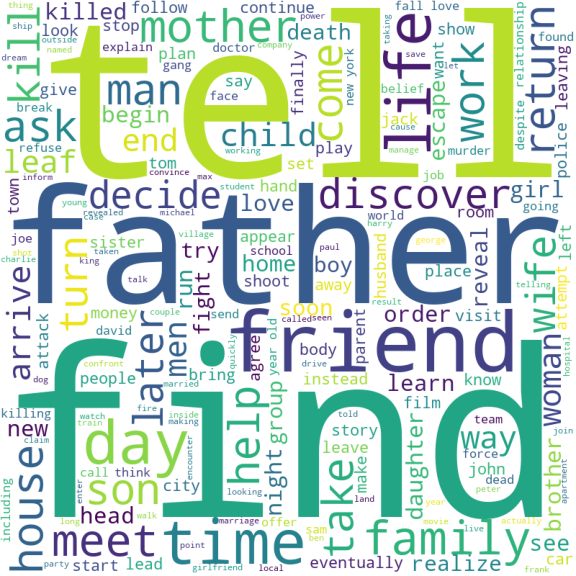 tell
father
find
friend
life
time
mother
man
kill
killed
ask
leaf
end
begin
child
come
return
work
escape
want
decide
discover
love
girl
wife
woman
brother
daughter
family
take
help
day
son
meet
house
arrive
turn
later
men
run
try
fight
home
boy
soon
order
learn
way
see
realize
eventually
group
night
head
new
people
money
sister
town
reveal
husband
visit
attempt
left
police
leaving
murder
job
jack
belief
cause
manage
death
continue
show
look
stop
follow
explain
plan
doctor
gang
say
face
finally
new york
play
set
tom
give
break
refuse
inform
convince
max
working
student
hand
young
revealed
case
michael
village
world
room
going
joe
charlie
shot
king
taken
talk
appear
school
shoot
away
paul
harry
george
place
result
telling
hospital
david
couple
send
attack
dog
confront
quickly
bring
agree
year old
called
seen
body
drive
parent
instead
know
film
story
told
leave
make
john
team
force
dead
peter
join
apartment
killing
claim
watch
train
fire
making
inside
married
call
think
city
encounter
looking
including
enter
long
walk
marriage
offer
land
sam
ben
movie
year
actually
live
can
frank
party
start
lead
point
girlfriend
local
thing
ship
outside
named
dream
power
company
taking
save
let
fall love
despite
relationship
found